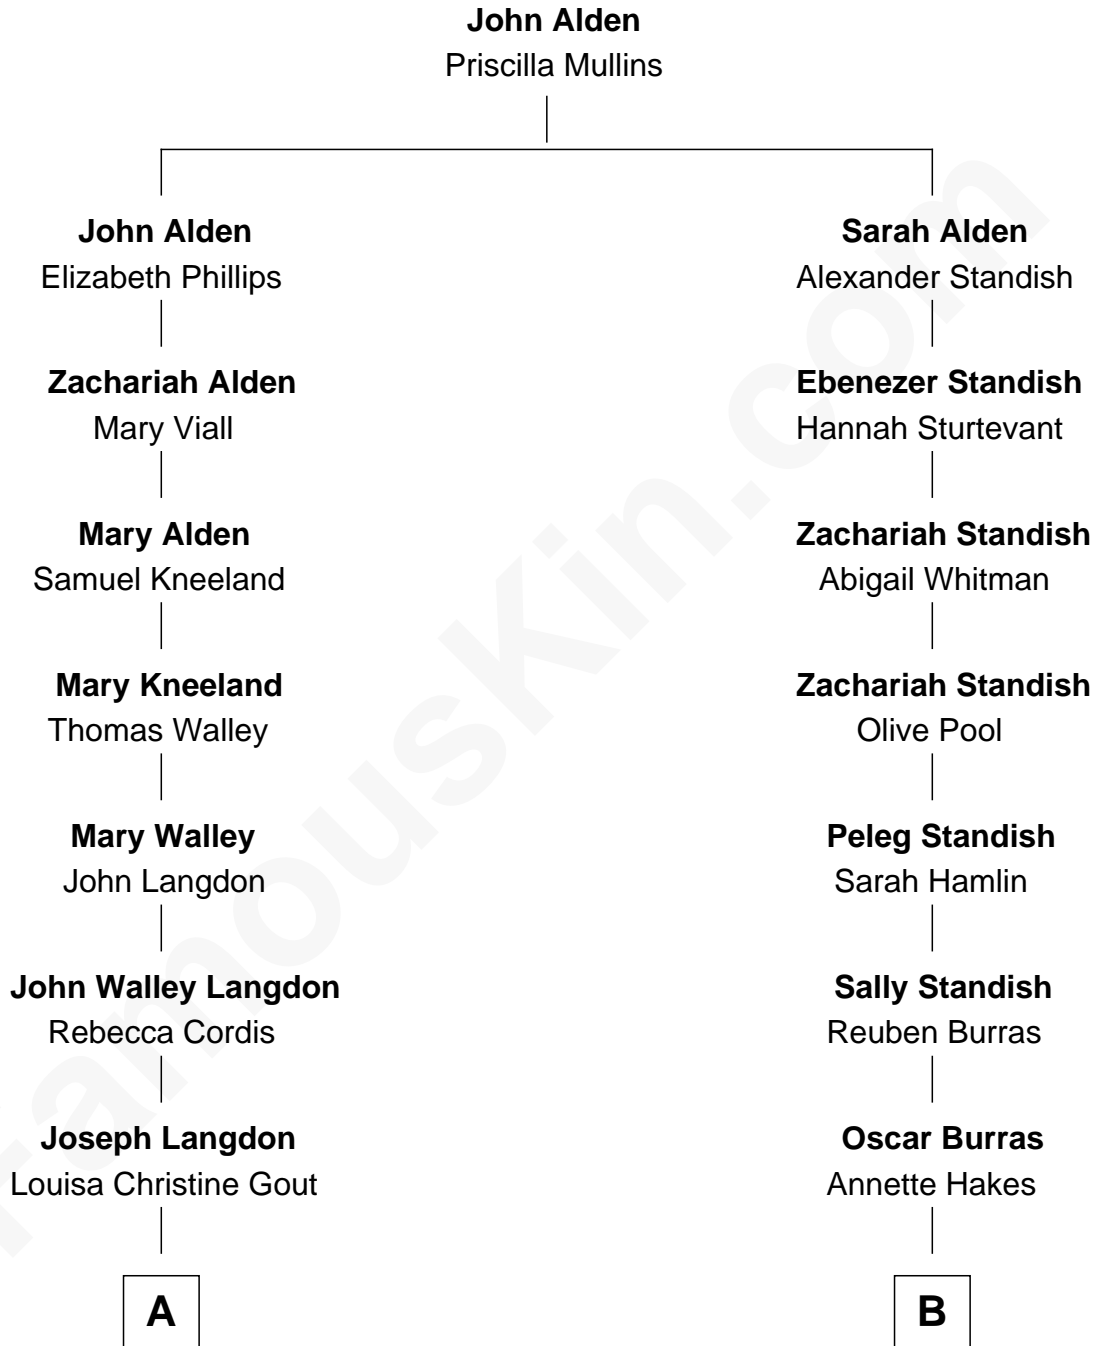 John Alden
Priscilla Mullins
John Alden
Elizabeth Phillips
Zachariah Alden
Mary Viall
Mary Alden
Samuel Kneeland
Mary Kneeland
Thomas Walley
Mary Walley
John Langdon
John Walley Langdon
Rebecca Cordis
Joseph Langdon
Louisa Christine Gout
A
Sarah Alden
Alexander Standish
Ebenezer Standish
Hannah Sturtevant
Zachariah Standish
Abigail Whitman
Zachariah Standish
Olive Pool
Peleg Standish
Sarah Hamlin
Sally Standish
Reuben Burras
Oscar Burras
Annette Hakes
B
famouskin.com